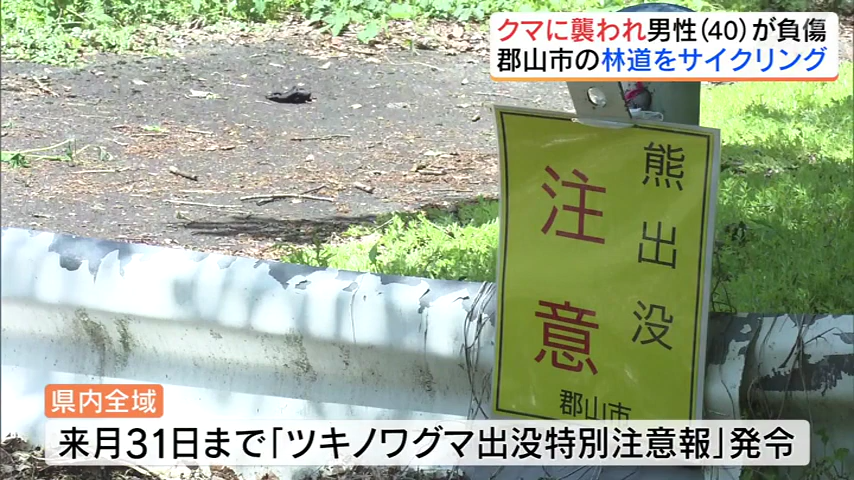 クマに襲われ男性(40)が負傷
郡山市の林道をサイクリング
熊出没
注意
郡山市
県内全域
来月31日まで「ツキノワグマ出没特別注意報」発令